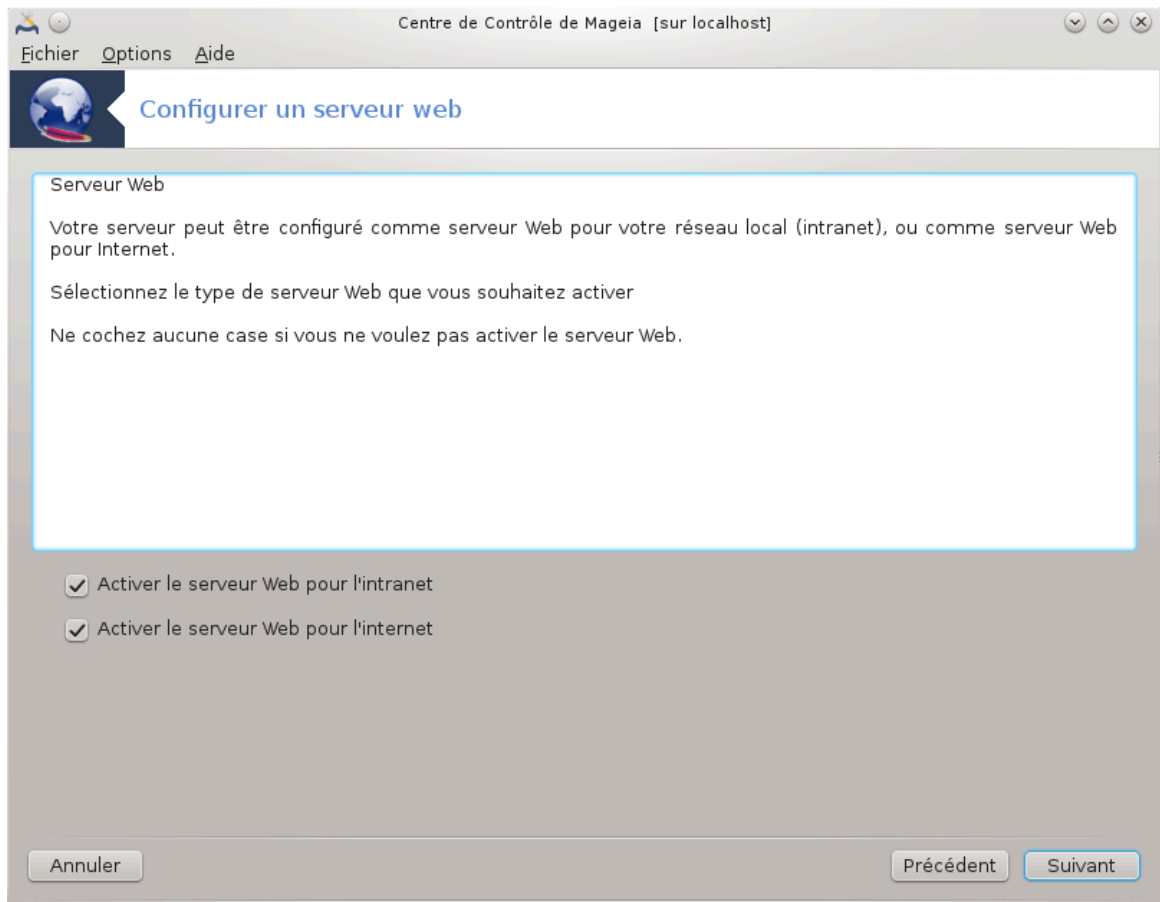 Centre de Contrôle de Mageia [sur localhost]
Fichier Options Aide
Configurer un serveur web
Serveur Web
Votre serveur peut être configuré comme serveur Web pour votre réseau local (intranet), ou comme serveur Web
pour Internet.
Sélectionnez le type de serveur Web que vous souhaitez activer
Ne cochez aucune case si vous ne voulez pas activer le serveur Web.
Activer le serveur Web pour l'intranet
Activer le serveur Web pour l'internet
Annuler Précédent Suivant